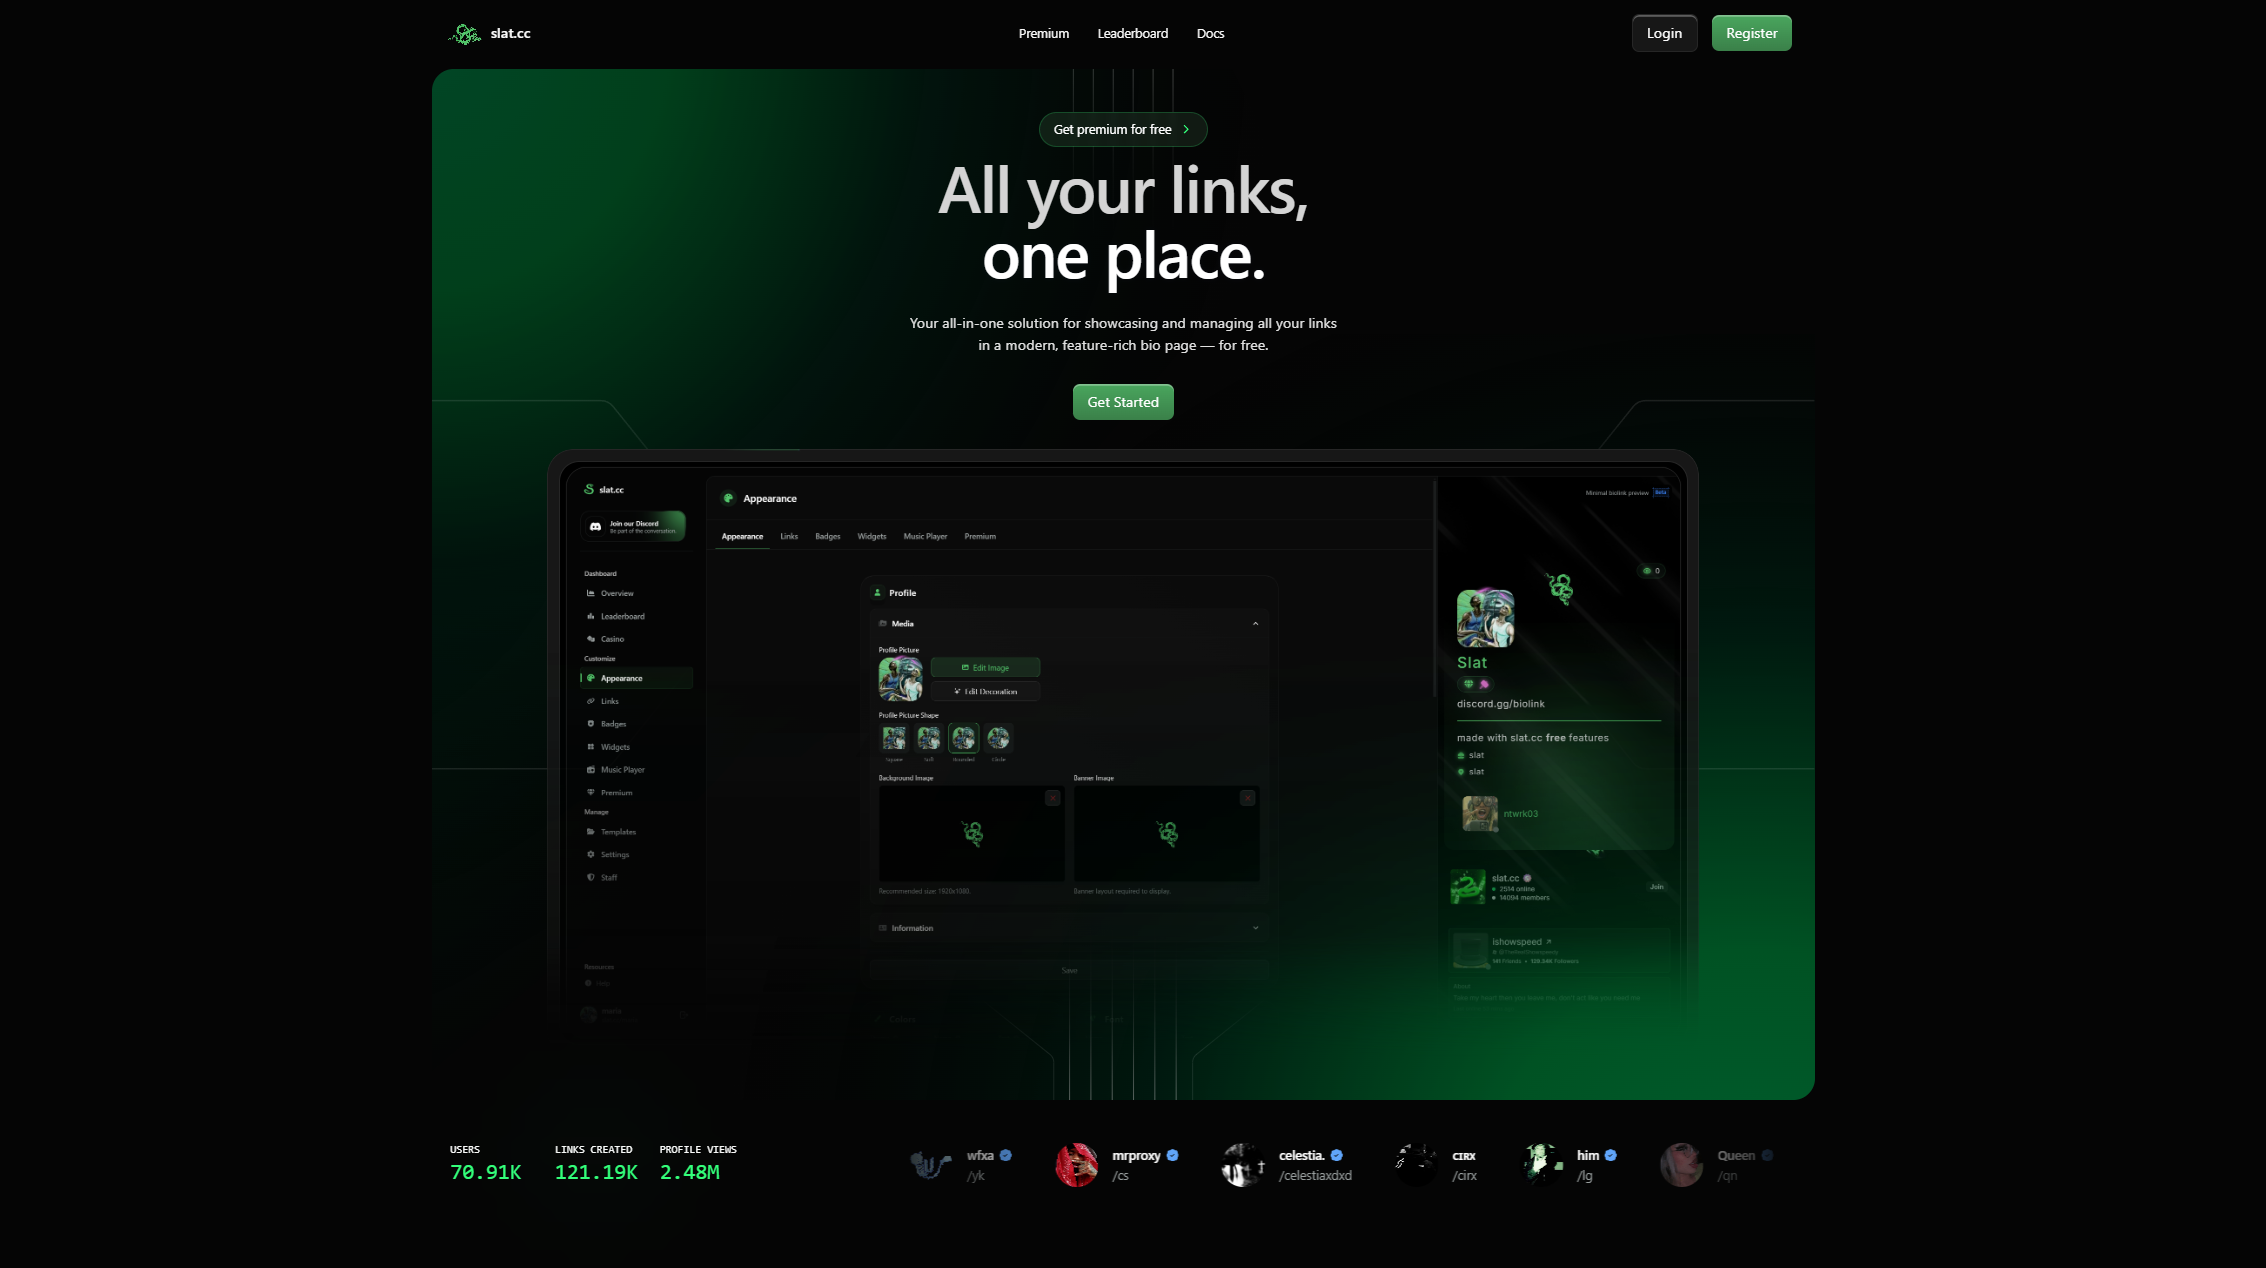 slat.cc
Premium
Leaderboard
Docs
Login
Register
Get premium for free
All your links,
one place.
Your all-in-one solution for showcasing and managing all your links
in a modern, feature-rich bio page — for free.
Get Started
slat.cc
Join our Discord
Be part of the conversation.
Dashboard
Overview
Leaderboard
Casino
Customize
Appearance
Links
Badges
Widgets
Music Player
Premium
Manage
Templates
Settings
Staff
Resources
Help
Appearance
Appearance
Links
Badges
Widgets
Music Player
Premium
Profile
Media
Profile Picture
Edit Image
Edit Decoration
Profile Picture Shape
Square
Soft
Rounded
Circle
Background Image
Banner Image
Recommended size 1920x1080.
Banner layout required to display.
Information
Save
Minimal biolink preview
Beta
0
Slat
discord.gg/biolink
made with slat.cc free features
slat
slat
ntwrk03
slat.cc
2514 online
14094 members
Join
ishowspeed
About
USERS
70.91K
LINKS CREATED
121.19K
PROFILE VIEWS
2.48M
wfxa
/yk
mrproxy
/cs
celestia.
/celestiaxdxd
CIRX
/cirx
him
/lg
Queen
/qn